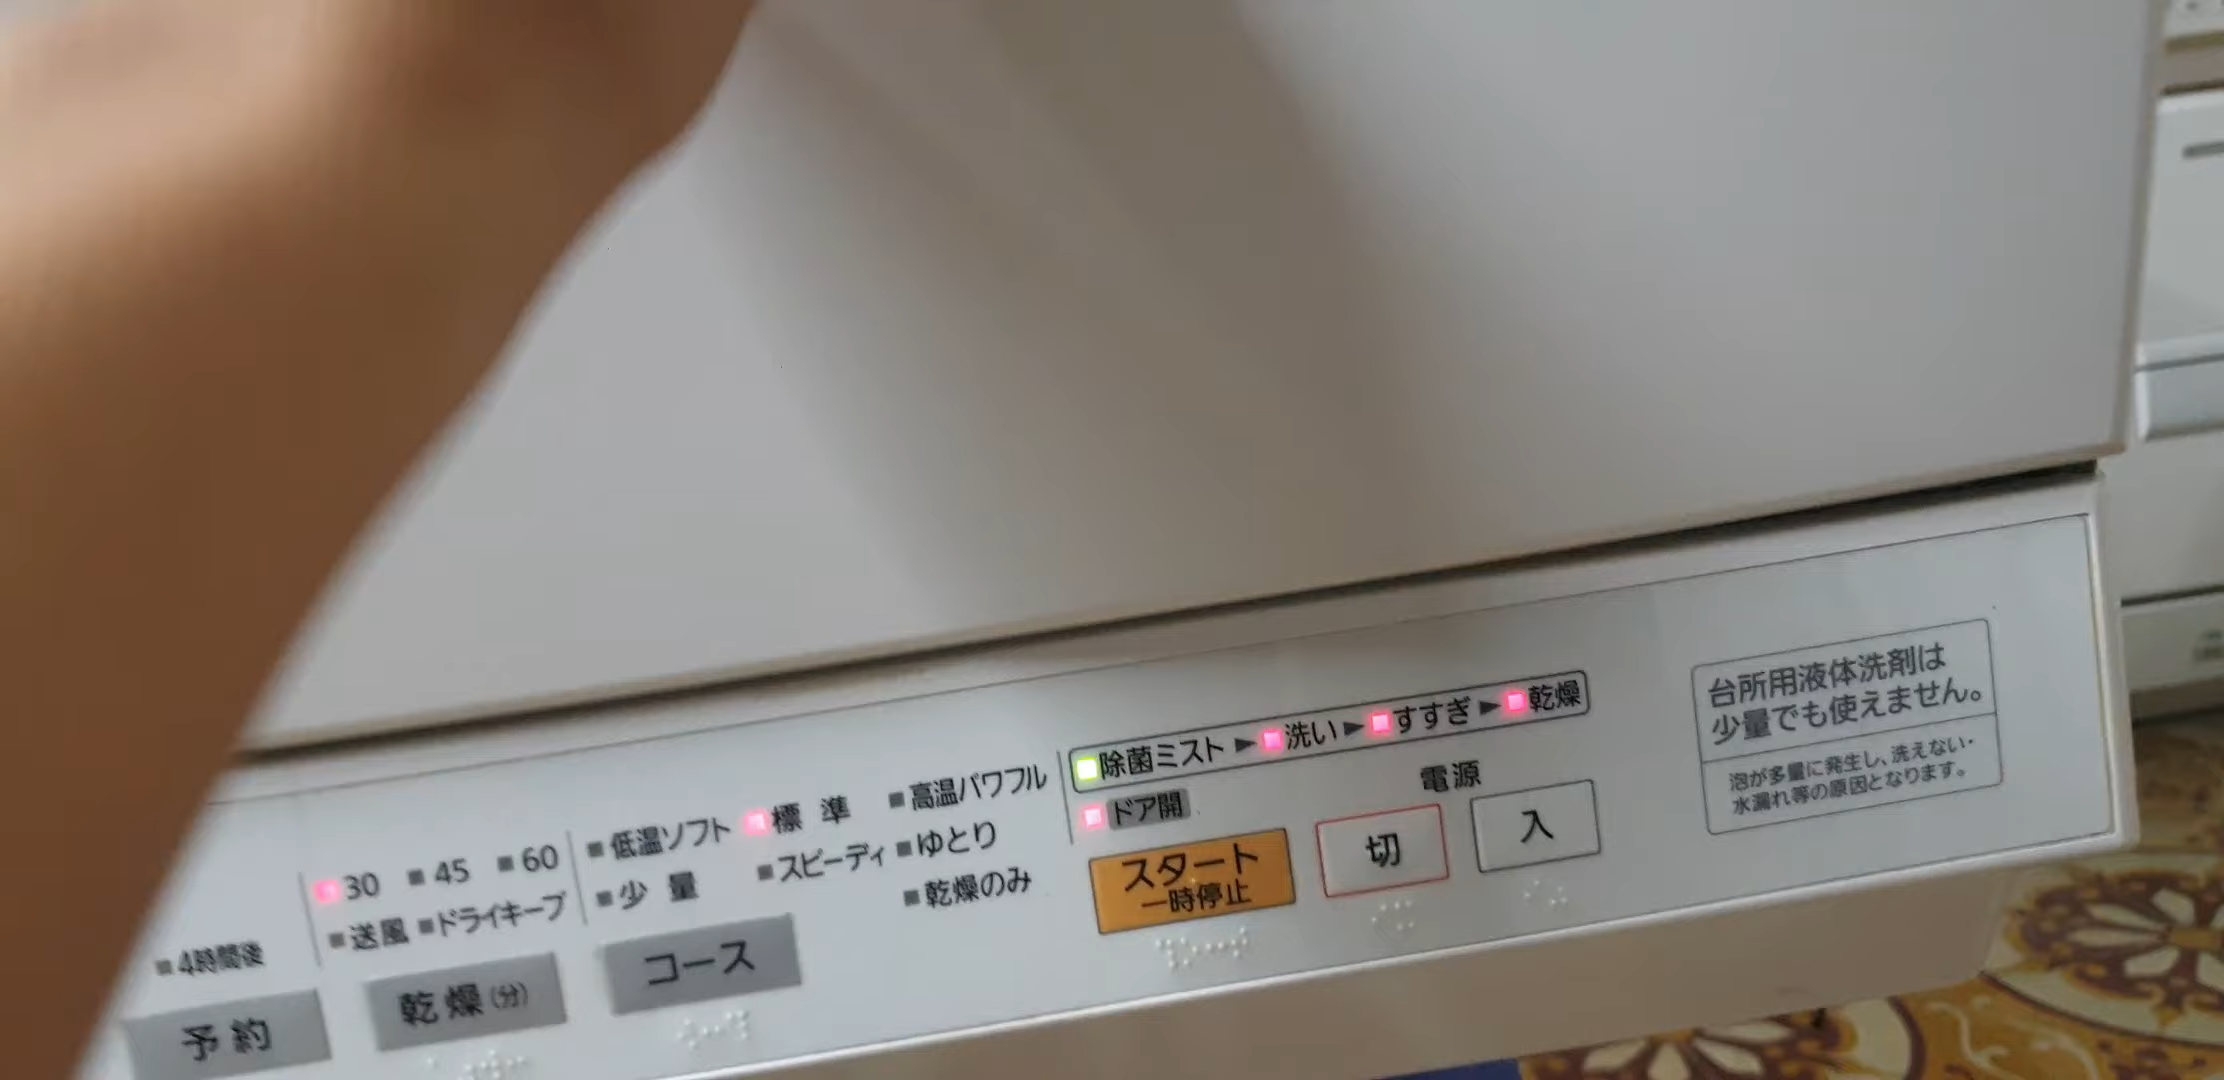 除菌ミスト ▶ 洗い ▶ すすぎ ▶ 乾燥
ドア開
電源
スタート
一時停止
切
入
台所用液体洗剤は
少量でも使えません。
泡が多量に発生し、洗えない・
水漏れ等の原因となります。
低温ソフト 標 準 高温パワフル
少 量 スピーディ ゆとり
乾燥のみ
コース
30 45 60
送風 ドライキープ
乾燥(分)
4時間後
予約